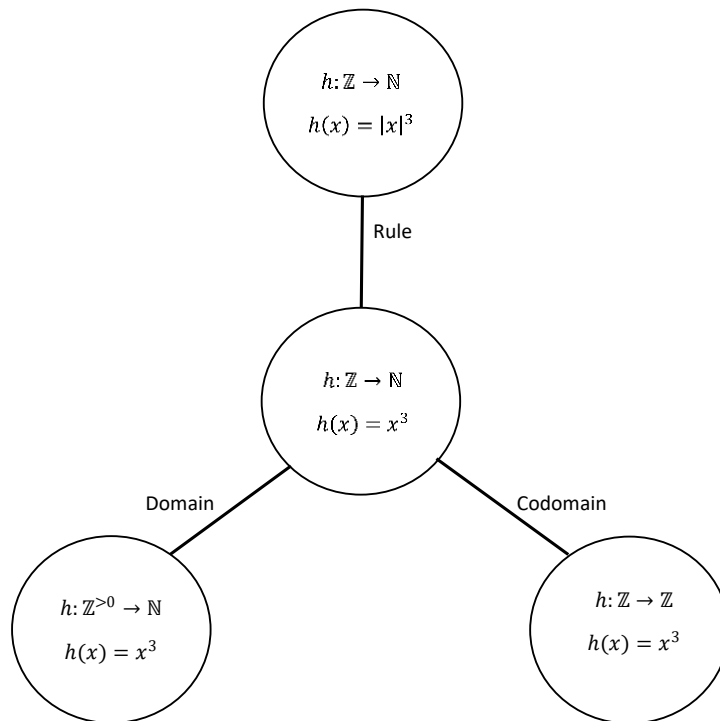 h: ℤ → ℕ
h(x) = |x|³
Rule
h: ℤ → ℕ
h(x) = x³
Domain
Codomain
h: ℤ^{>0} → ℕ
h(x) = x³
h: ℤ → ℤ
h(x) = x³